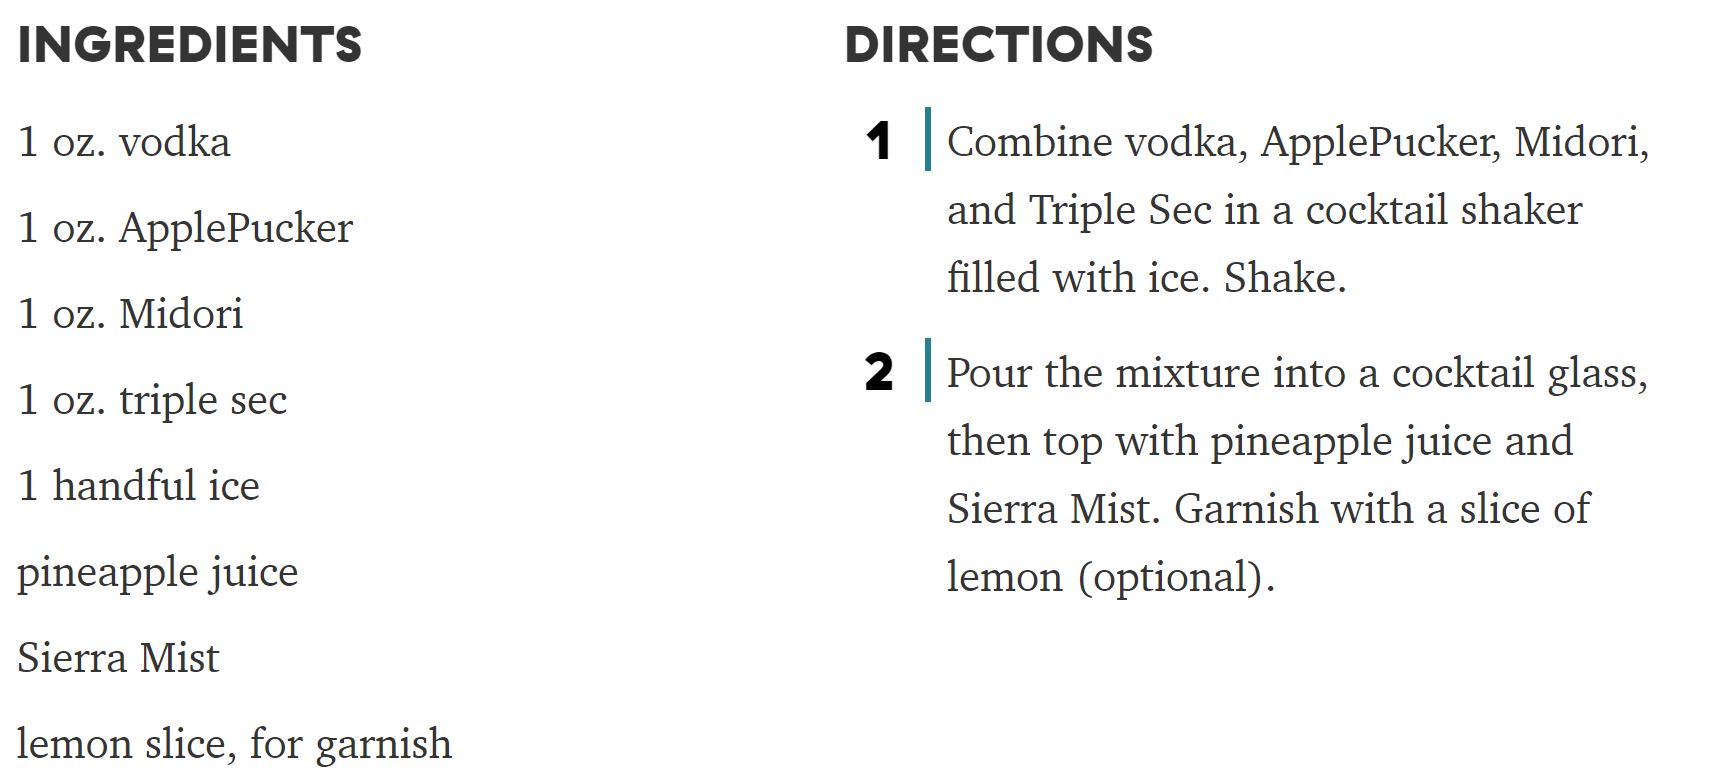 INGREDIENTS
1 oz. vodka
1 oz. ApplePucker
1 oz. Midori
1 oz. triple sec
1 handful ice
pineapple juice
Sierra Mist
lemon slice, for garnish
DIRECTIONS
1 Combine vodka, ApplePucker, Midori,
and Triple Sec in a cocktail shaker
filled with ice. Shake.
2 Pour the mixture into a cocktail glass,
then top with pineapple juice and
Sierra Mist. Garnish with a slice of
lemon (optional).